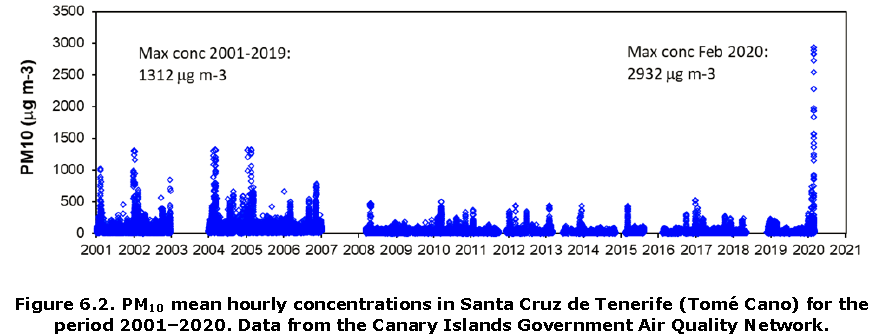 3500
3000
2500
2000
1500
1000
500
0
PM10 (µg m-3)
Max conc 2001-2019:
1312 µg m-3
Max conc Feb 2020:
2932 µg m-3
2001 2002 2003 2004 2005 2006 2007 2008 2009 2010 2011 2012 2013 2014 2015 2016 2017 2018 2019 2020 2021
Figure 6.2. PM₁₀ mean hourly concentrations in Santa Cruz de Tenerife (Tomé Cano) for the
period 2001–2020. Data from the Canary Islands Government Air Quality Network.